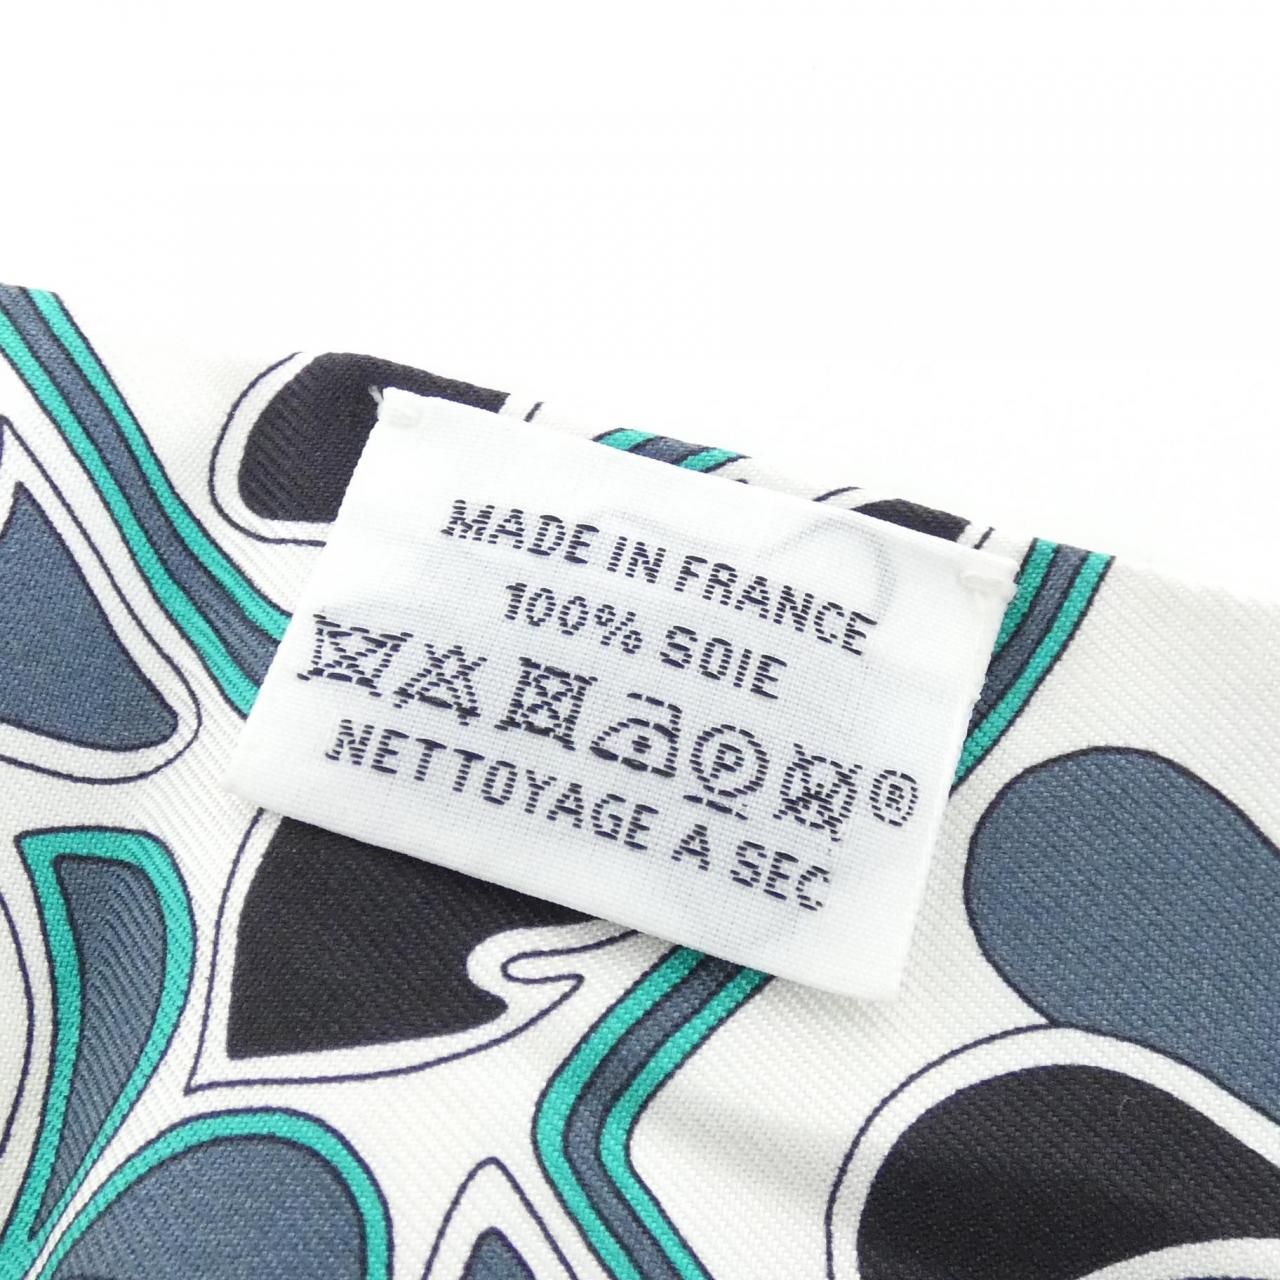 MADE IN FRANCE
100% SOIE
P ®
NETTOYAGE A SEC